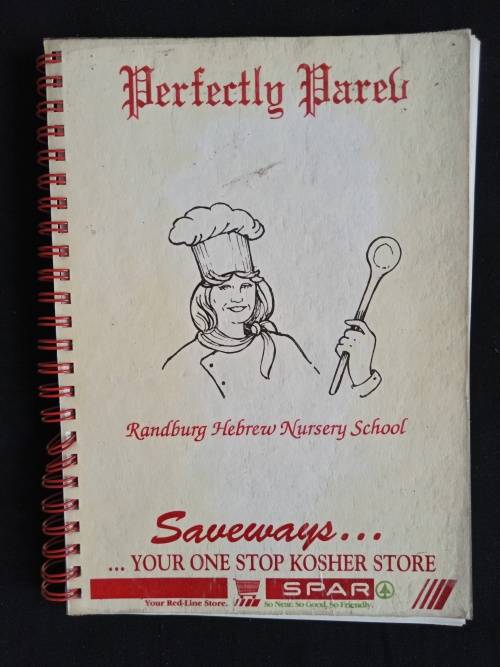 Perfectly Parev
Randburg Hebrew Nursery School
Saveways...
... YOUR ONE STOP KOSHER STORE
SPAR
Your Red-Line Store. So Near. So Good. So Friendly.